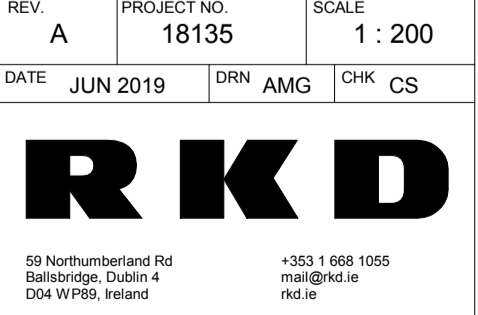 REV. PROJECT NO. SCALE
A 18135 1 : 200
DATE JUN 2019 DRN AMG CHK CS
RKD
59 Northumberland Rd +353 1 668 1055
Ballsbridge, Dublin 4 mail@rkd.ie
D04 WP89, Ireland rkd.ie